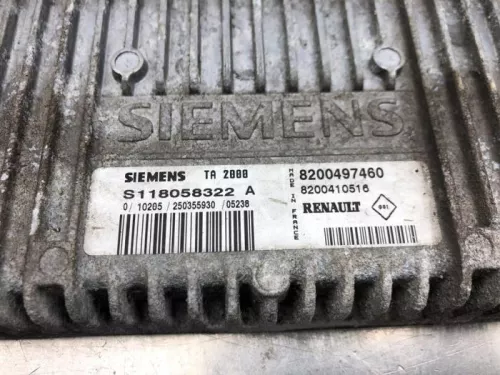 SIEMENS
SIEMENS TA 2000
S118058322 A
0/ 10205 / 250355930 / 05238
MADE IN FRANCE
8200497460
8200410516
RENAULT